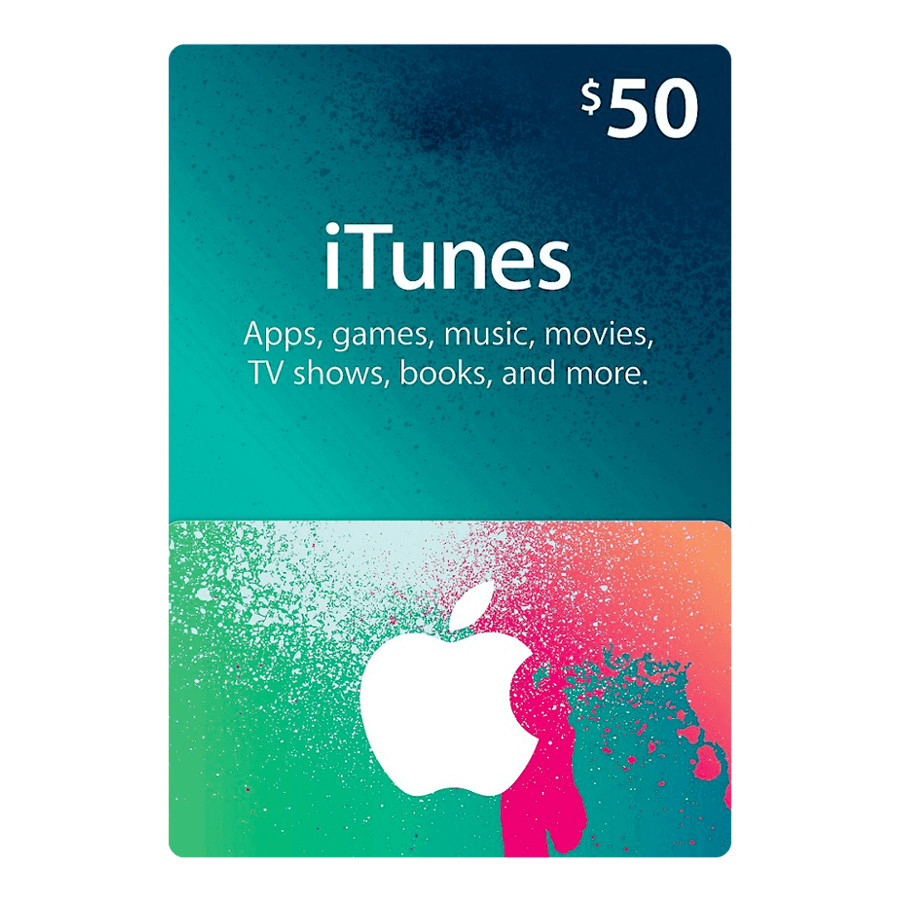 $50
iTunes
Apps, games, music, movies,
TV shows, books, and more.